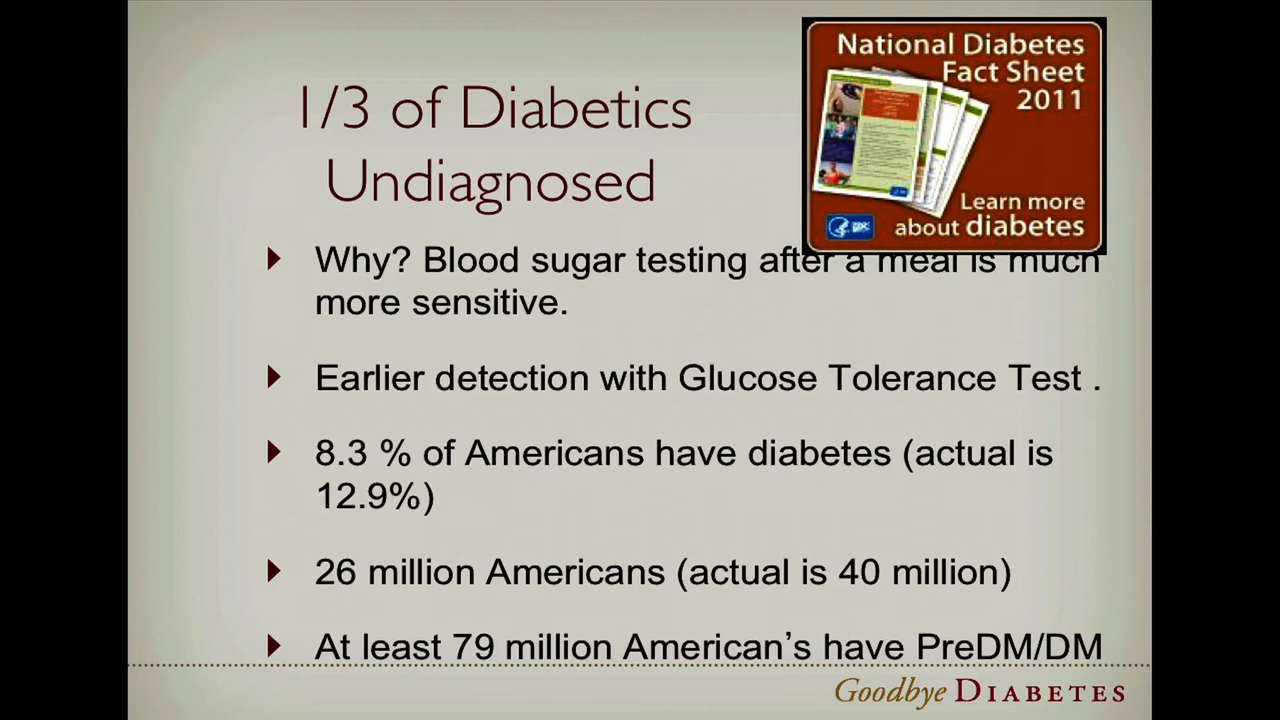 National Diabetes
Fact Sheet
2011
1/3 of Diabetics
Undiagnosed
Learn more
about diabetes
Why? Blood sugar testing after a meal is much
more sensitive.
Earlier detection with Glucose Tolerance Test .
8.3 % of Americans have diabetes (actual is
12.9%)
26 million Americans (actual is 40 million)
At least 79 million American’s have PreDM/DM
Goodbye DIABETES